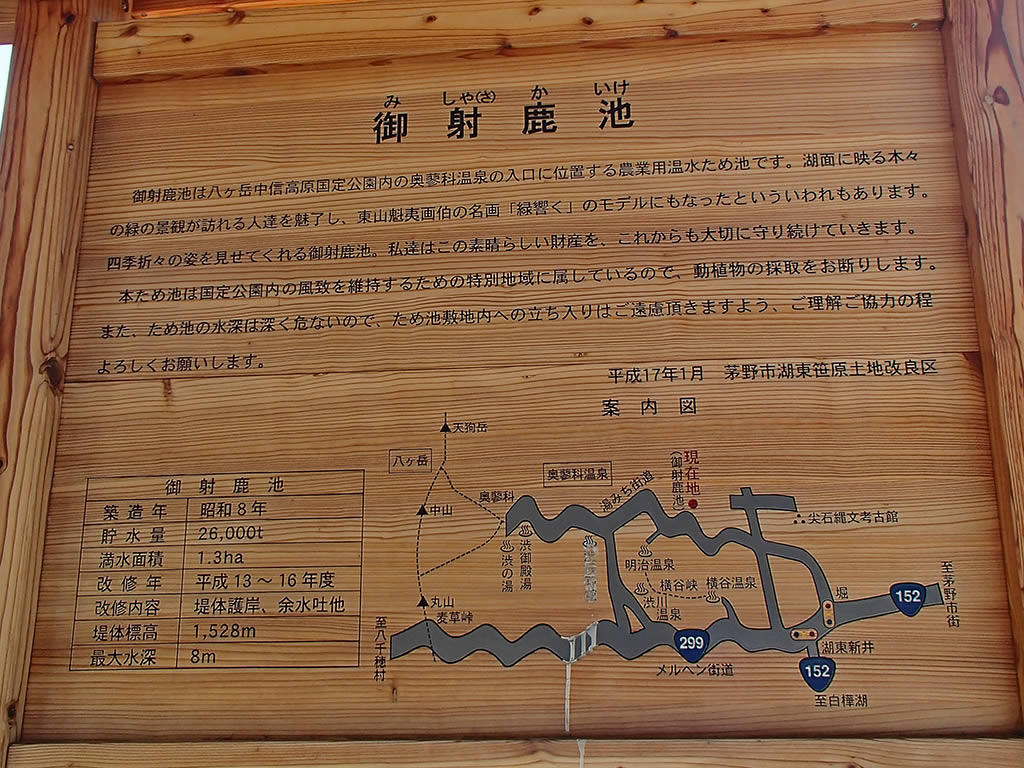 み しゃ(さ) か いけ
御射鹿池
御射鹿池は八ヶ岳中信高原国定公園内の奥蓼科温泉の入口に位置する農業用温水ため池です。湖面に映る木々
の緑の景観が訪れる人達を魅了し、東山魁夷画伯の名画「緑響く」のモデルにもなったといういわれもあります。
四季折々の姿を見せてくれる御射鹿池。私達はこの素晴らしい財産を、これからも大切に守り続けていきます。
本ため池は国定公園内の風致を維持するための特別地域に属しているので、動植物の採取をお断りします。
また、ため池の水深は深く危ないので、ため池敷地内への立ち入りはご遠慮頂きますよう、ご理解ご協力の程
よろしくお願いします。
平成17年1月 茅野市湖東笹原土地改良区
御射鹿池
築造年 昭和8年
貯水量 26,000t
満水面積 1.3ha
改修年 平成13～16年度
改修内容 堤体護岸、余水吐他
堤体標高 1,528m
最大水深 8m
案内図
天狗岳
八ヶ岳
奥蓼科温泉
現在地
(御射鹿池)
湯みち街道
奥蓼科
中山
尖石縄文考古館
渋御殿湯
渋の湯
明治温泉
横谷峡
横谷温泉
渋川
温泉
至茅野市街
堀
152
丸山
麦草峠
至八千穂村
299
メルヘン街道
湖東新井
152
至白樺湖